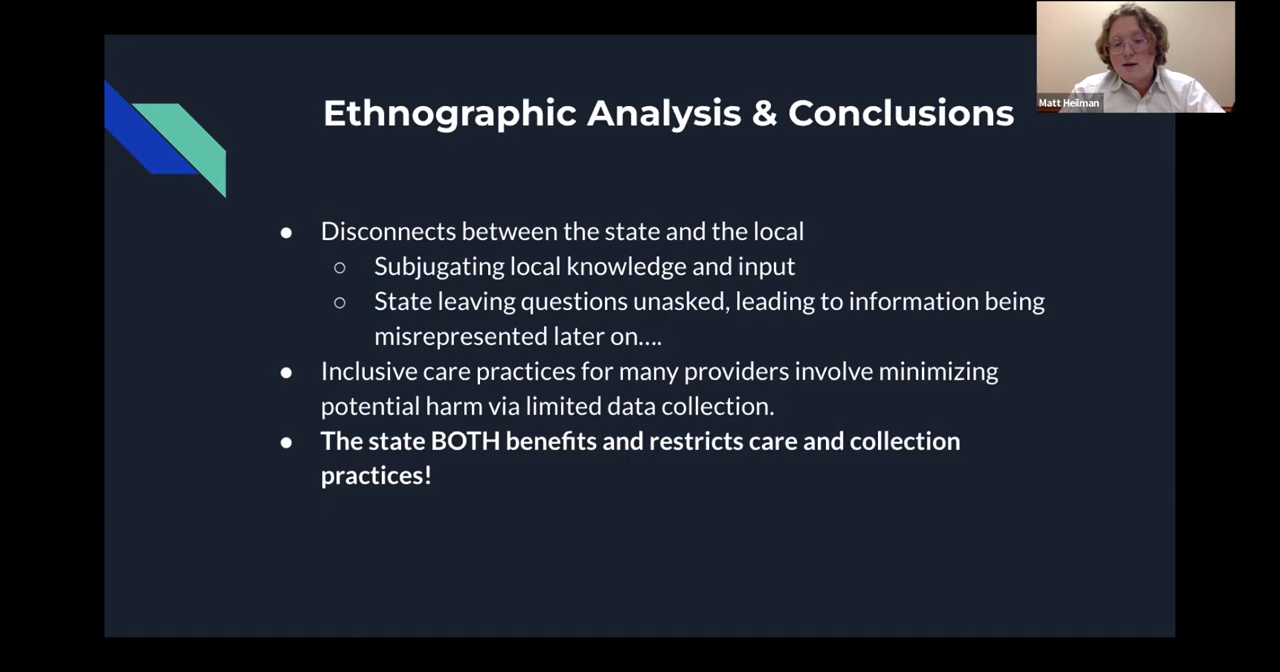 Matt Heilman
Ethnographic Analysis & Conclusions
● Disconnects between the state and the local
○ Subjugating local knowledge and input
○ State leaving questions unasked, leading to information being
misrepresented later on....
● Inclusive care practices for many providers involve minimizing
potential harm via limited data collection.
● The state BOTH benefits and restricts care and collection
practices!